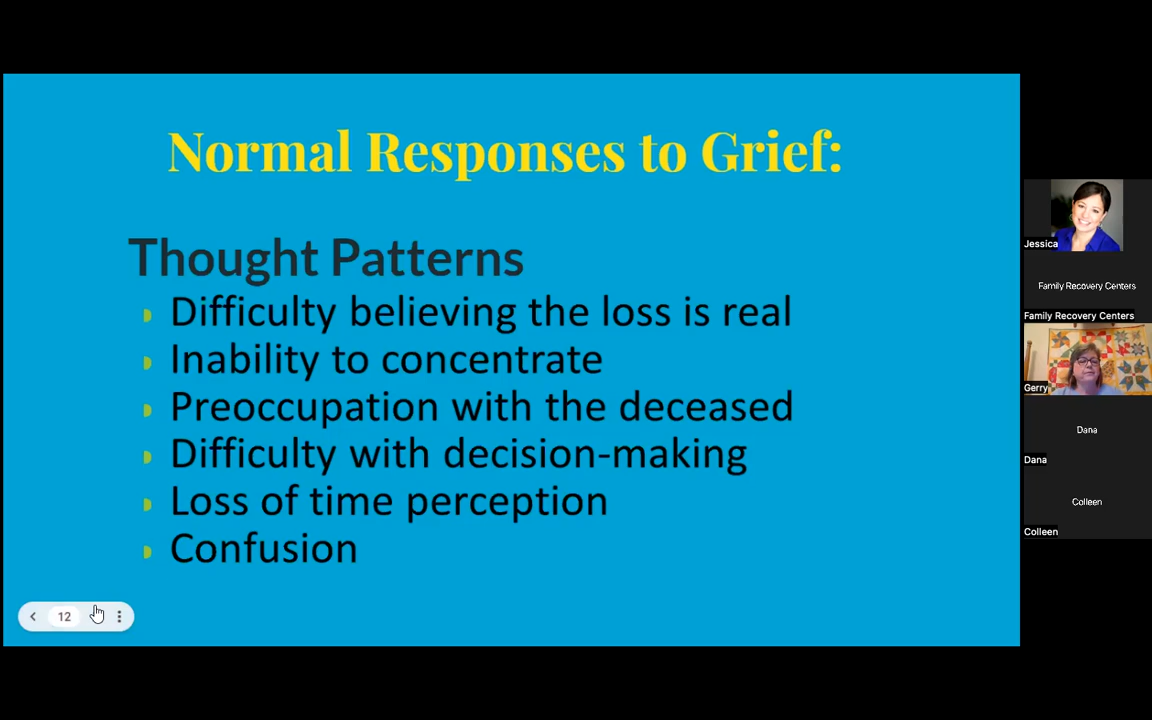 Normal Responses to Grief:
Thought Patterns
Difficulty believing the loss is real
Inability to concentrate
Preoccupation with the deceased
Difficulty with decision-making
Loss of time perception
Confusion
12
Jessica
Family Recovery Centers
Family Recovery Centers
Gerry
Dana
Dana
Colleen
Colleen